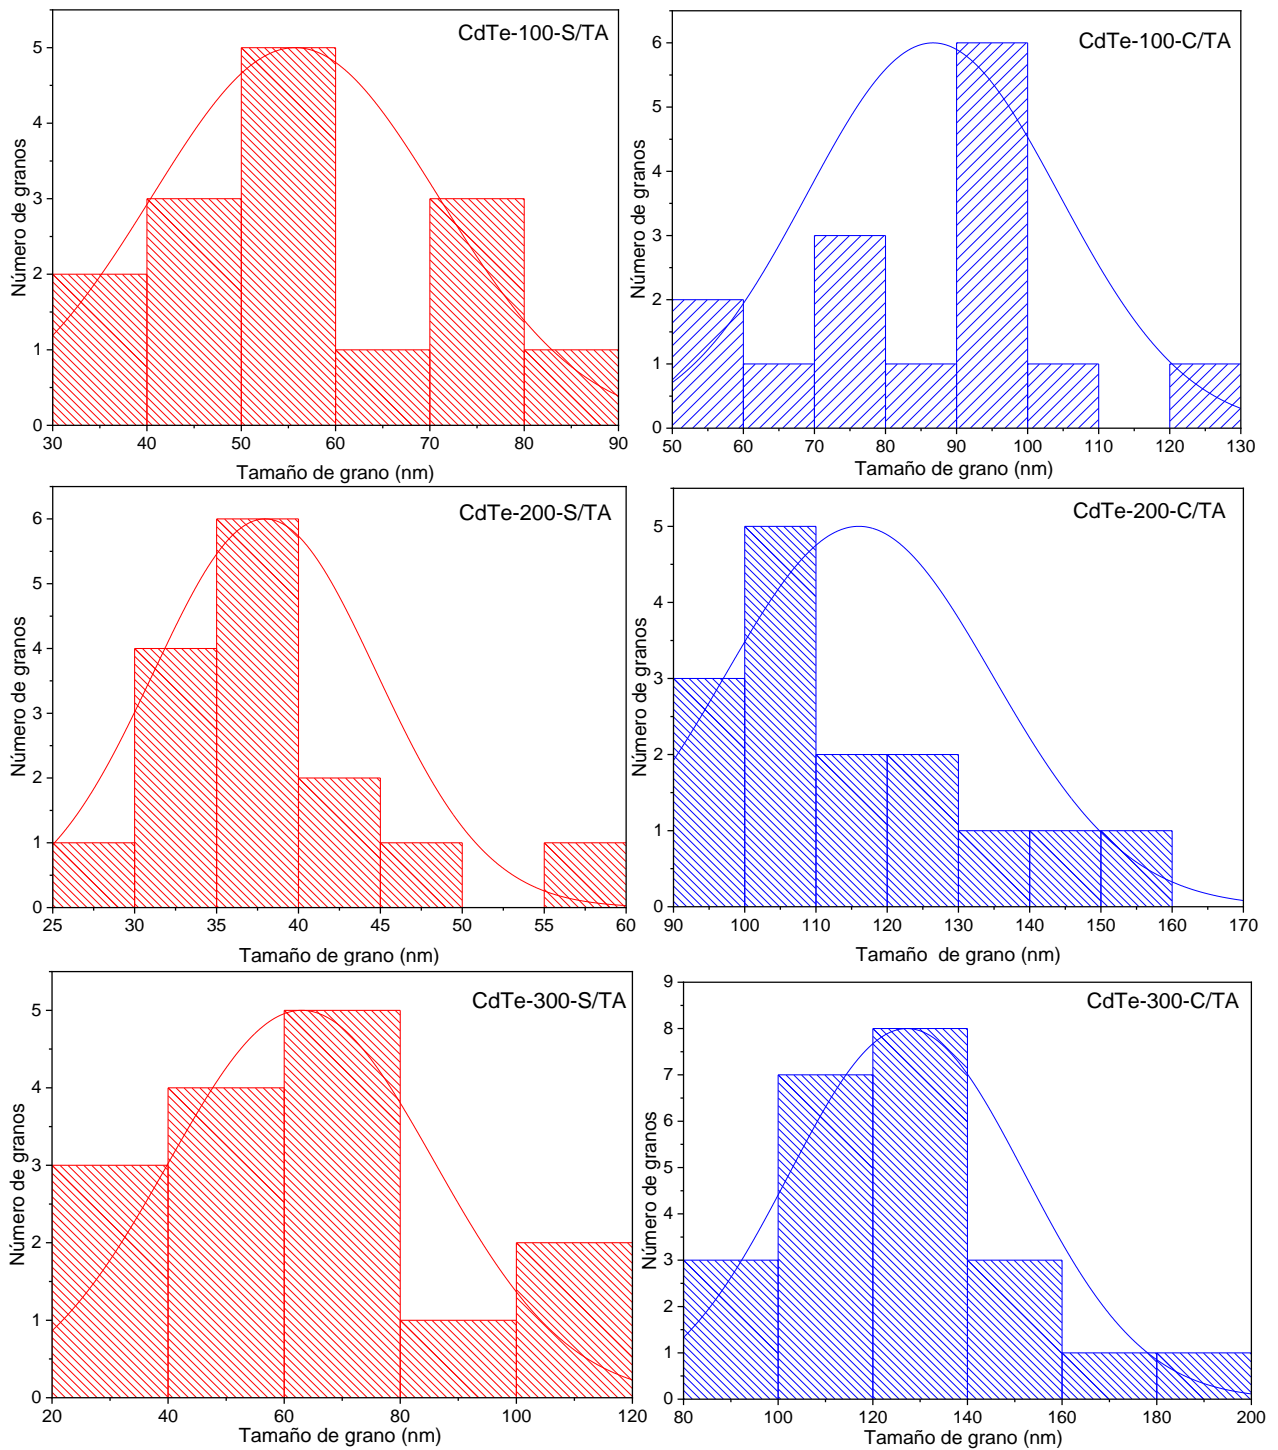 CdTe-100-S/TA
Número de granos
5
4
3
2
1
0
30 40 50 60 70 80 90
Tamaño de grano (nm)
CdTe-100-C/TA
Número de granos
6
5
4
3
2
1
0
50 60 70 80 90 100 110 120 130
Tamaño de grano (nm)
CdTe-200-S/TA
Número de granos
6
5
4
3
2
1
0
25 30 35 40 45 50 55 60
Tamaño de grano (nm)
CdTe-200-C/TA
Número de granos
5
4
3
2
1
0
90 100 110 120 130 140 150 160 170
Tamaño de grano (nm)
CdTe-300-S/TA
Número de granos
5
4
3
2
1
0
20 40 60 80 100 120
Tamaño de grano (nm)
CdTe-300-C/TA
Número de granos
9
8
7
6
5
4
3
2
1
0
80 100 120 140 160 180 200
Tamaño de grano (nm)